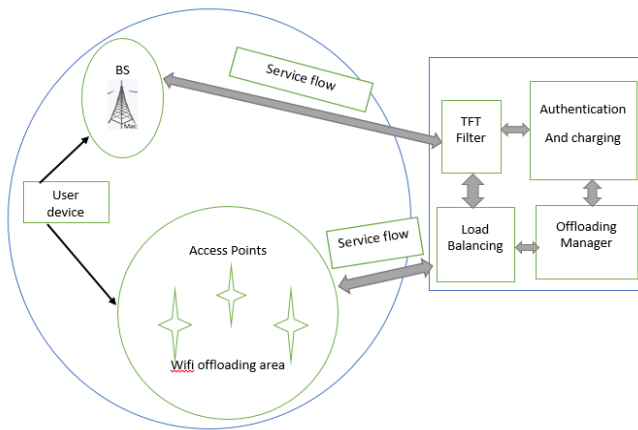 BS
Mac
Service flow
TFT
Filter
Authentication
And charging
User
device
Access Points
Service flow
Load
Balancing
Offloading
Manager
Wifi offloading area